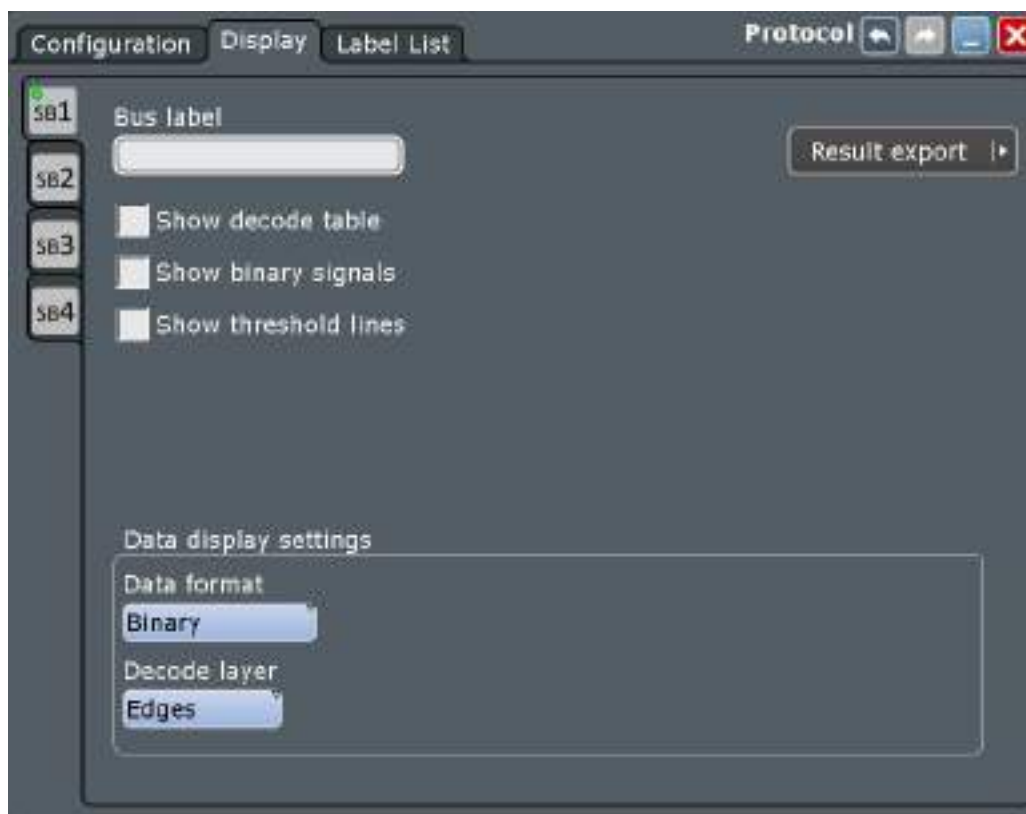 Configuration Display Label List Protocol
SB1
Bus label
Result export
SB2
Show decode table
SB3
Show binary signals
SB4
Show threshold lines
Data display settings
Data format
Binary
Decode layer
Edges